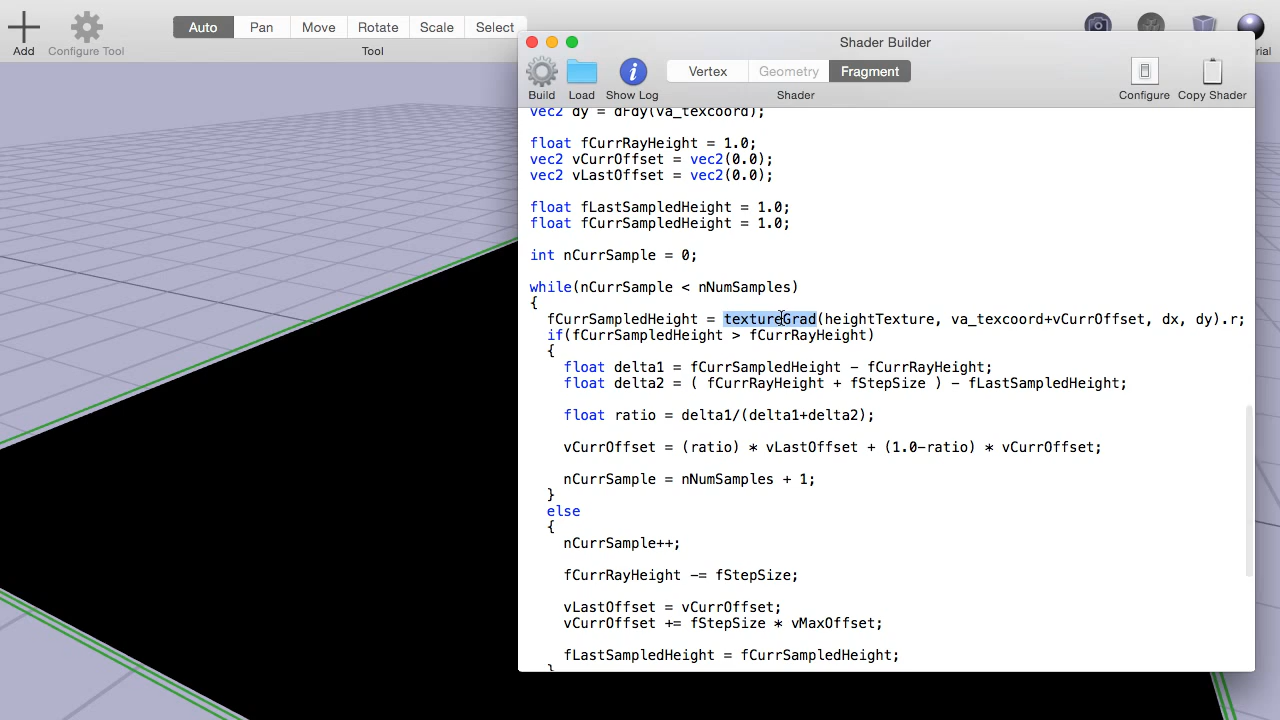 Add
Configure Tool
Auto Pan Move Rotate Scale Select
Tool
rial
Shader Builder
Build
Load
Show Log
Vertex Geometry Fragment
Shader
Configure
Copy Shader
vec2 dy = dFdy(va_texcoord);
float fCurrRayHeight = 1.0;
vec2 vCurrOffset = vec2(0.0);
vec2 vLastOffset = vec2(0.0);
float fLastSampledHeight = 1.0;
float fCurrSampledHeight = 1.0;
int nCurrSample = 0;
while(nCurrSample < nNumSamples)
{
fCurrSampledHeight = textureGrad(heightTexture, va_texcoord+vCurrOffset, dx, dy).r;
if(fCurrSampledHeight > fCurrRayHeight)
{
float delta1 = fCurrSampledHeight - fCurrRayHeight;
float delta2 = ( fCurrRayHeight + fStepSize ) - fLastSampledHeight;
float ratio = delta1/(delta1+delta2);
vCurrOffset = (ratio) * vLastOffset + (1.0-ratio) * vCurrOffset;
nCurrSample = nNumSamples + 1;
}
else
{
nCurrSample++;
fCurrRayHeight -= fStepSize;
vLastOffset = vCurrOffset;
vCurrOffset += fStepSize * vMaxOffset;
fLastSampledHeight = fCurrSampledHeight;
}